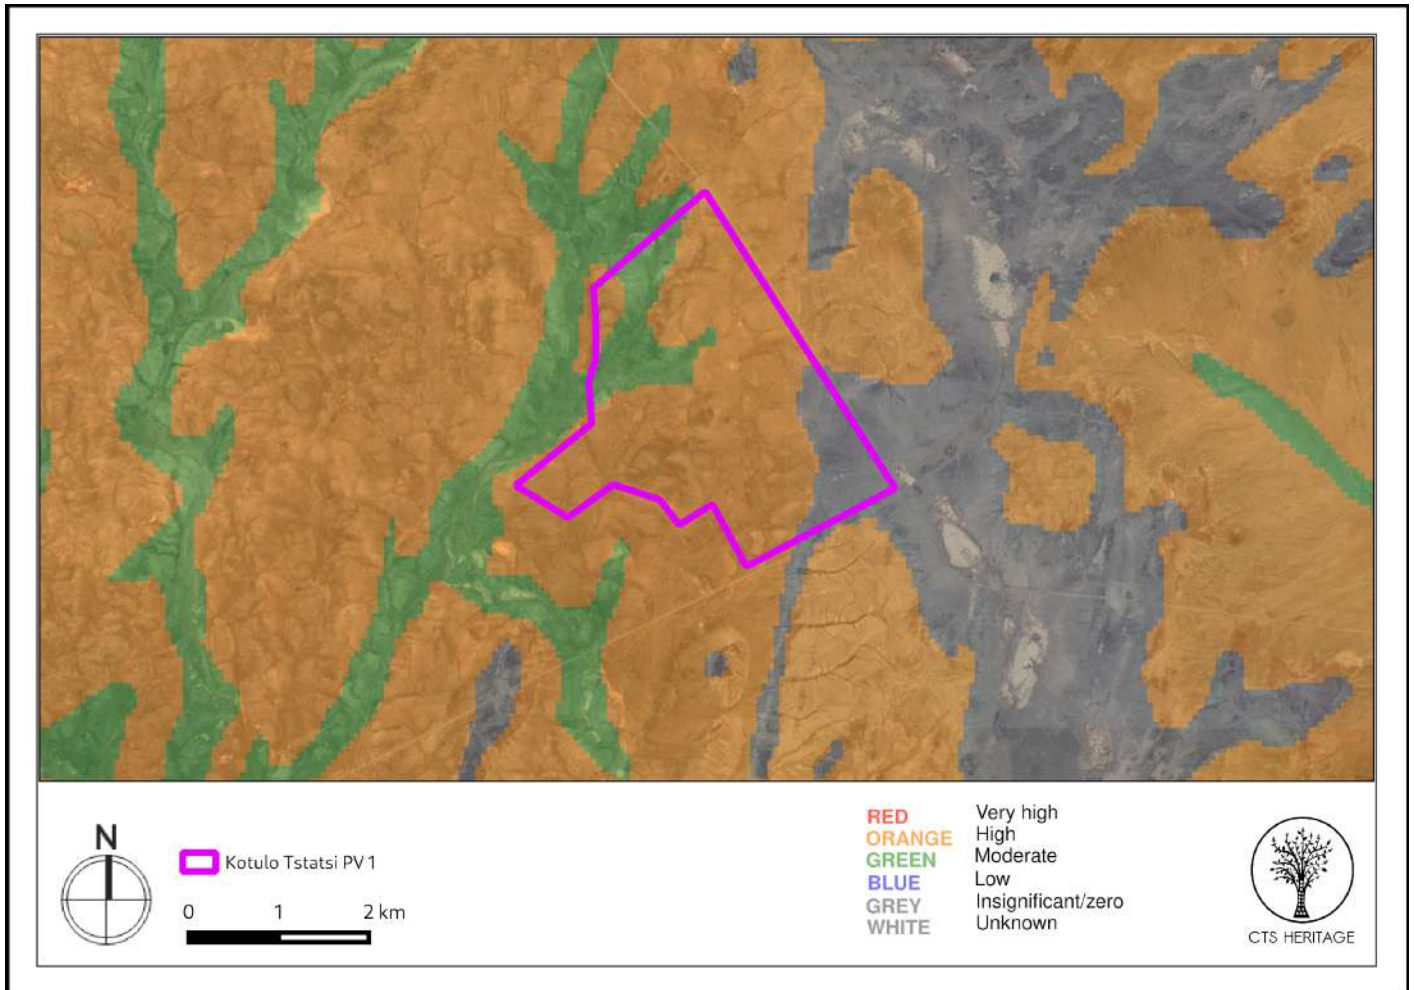 N
Kotulo Tstatsi PV 1
0 1 2 km
RED Very high
ORANGE High
GREEN Moderate
BLUE Low
GREY Insignificant/zero
WHITE Unknown
CTS HERITAGE